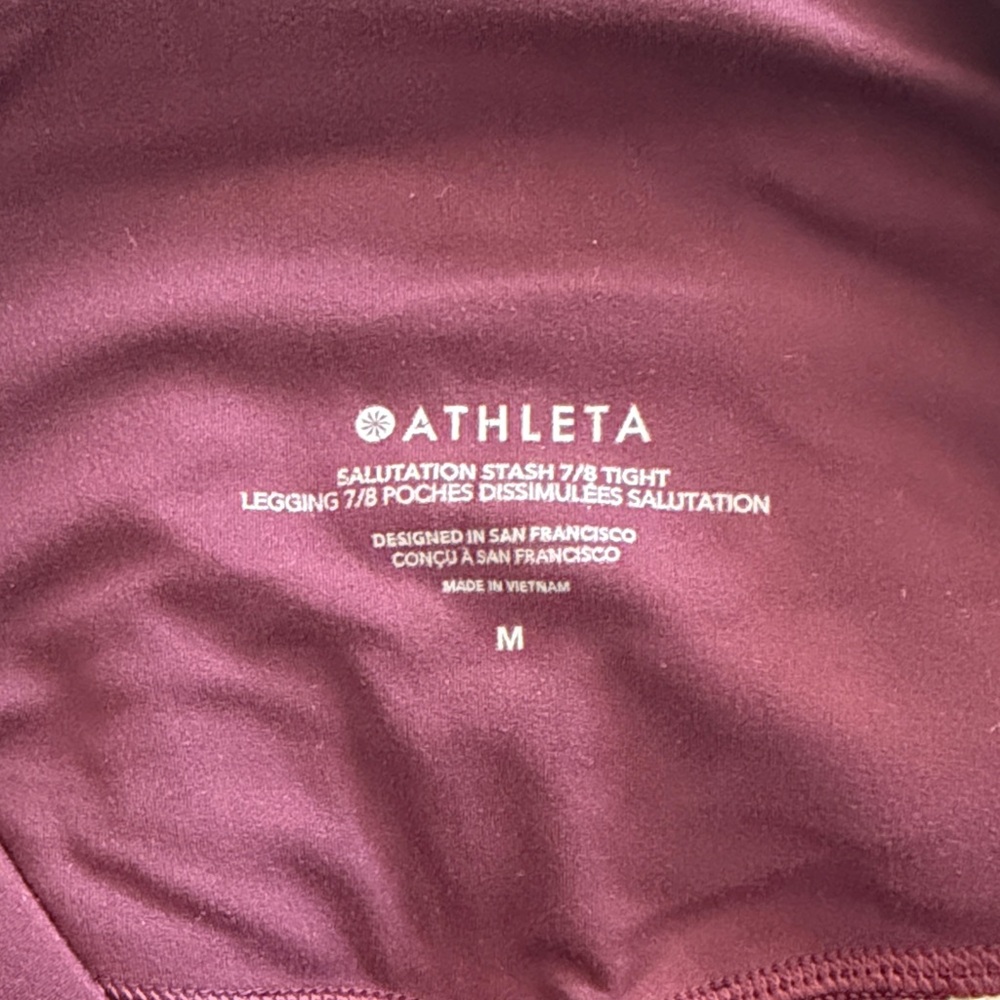 ATHLETA
SALUTATION STASH 7/8 TIGHT
LEGGING 7/8 POCHES DISSIMULÉES SALUTATION
DESIGNED IN SAN FRANCISCO
CONÇU À SAN FRANCISCO
MADE IN VIETNAM
M